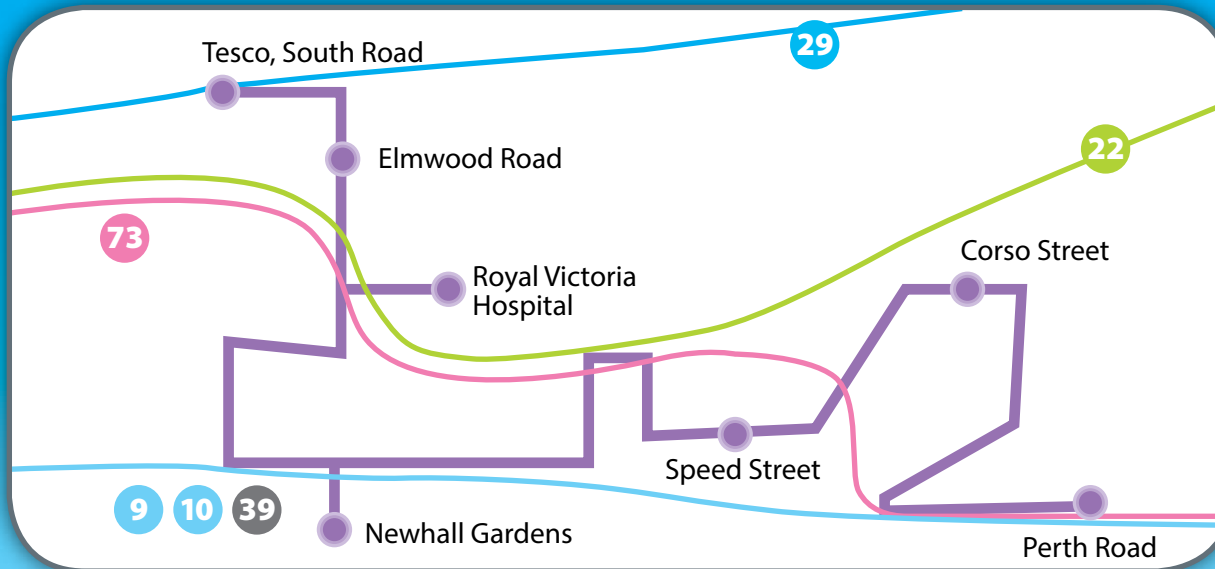 Tesco, South Road
29
Elmwood Road
22
73
Corso Street
Royal Victoria
Hospital
Speed Street
9 10 39
Newhall Gardens
Perth Road